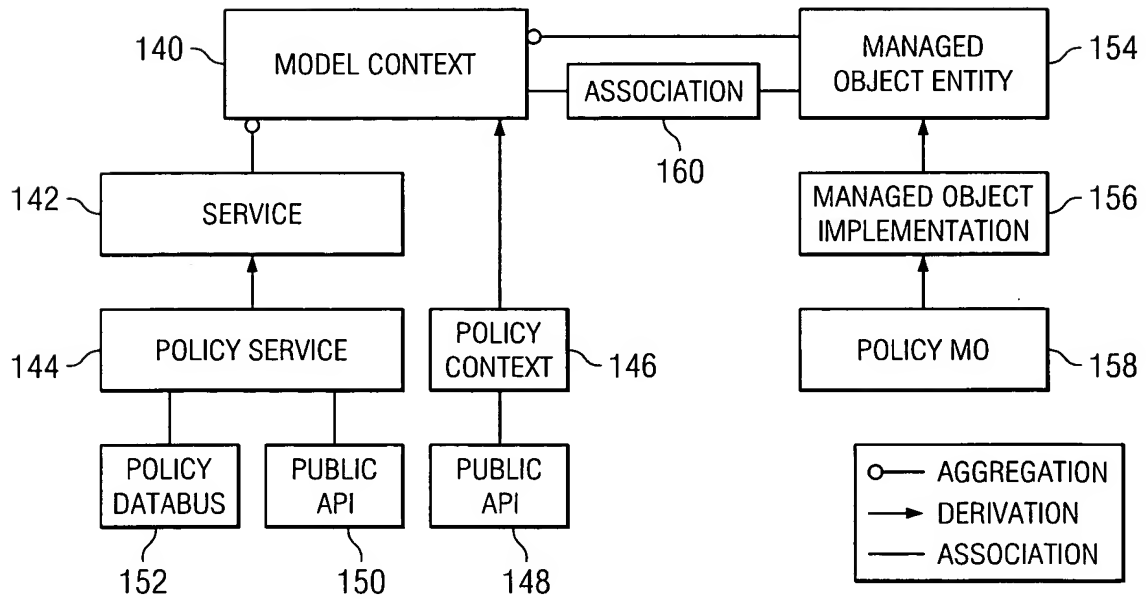 140
MODEL CONTEXT
MANAGED
OBJECT ENTITY
154
ASSOCIATION
160
142
SERVICE
MANAGED OBJECT
IMPLEMENTATION
156
144
POLICY SERVICE
POLICY
CONTEXT
146
POLICY MO
158
POLICY
DATABUS
PUBLIC
API
PUBLIC
API
152
150
148
AGGREGATION
DERIVATION
ASSOCIATION